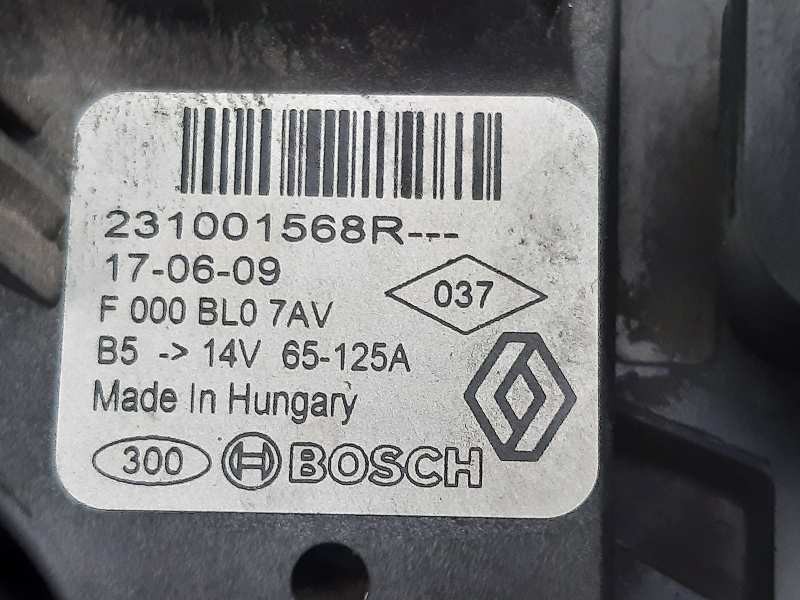 231001568R---
17-06-09
037
F 000 BL0 7AV
B5 -> 14V 65-125A
Made In Hungary
300 BOSCH